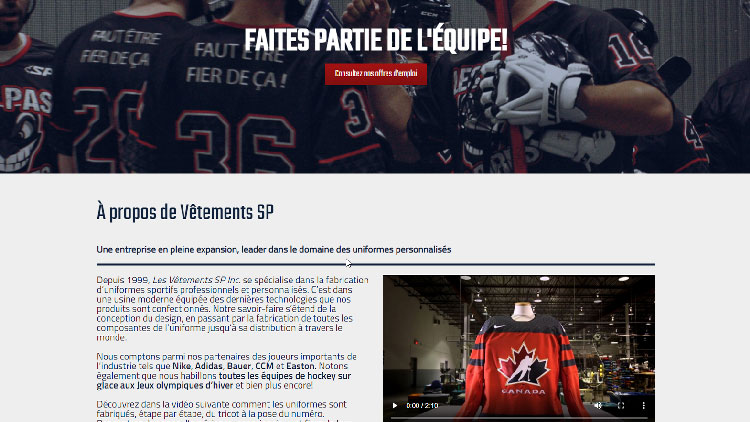 FAITES PARTIE DE L'ÉQUIPE!
Consultez nos offres d'emploi
FAUT ÊTRE
FIER DE ÇA!
36
FAUT ÊTRE
FIER DE ÇA!
36
16
À propos de Vêtements SP
Une entreprise en pleine expansion, leader dans le domaine des uniformes personnalisés
Depuis 1999, Les Vêtements SP Inc. se spécialise dans la fabrication
d'uniformes sportifs professionnels et personnalisés. C'est dans
une usine moderne équipée des dernières technologies que nos
produits sont confectionnés. Notre savoir-faire s'étend de la
conception du design, en passant par la fabrication de toutes les
composantes de l'uniforme jusqu'à sa distribution à travers le
monde.
Nous comptons parmi nos partenaires des joueurs importants de
l'industrie tels que Nike, Adidas, Bauer, CCM et Easton. Notons
également que nous habillons toutes les équipes de hockey sur
glace aux Jeux olympiques d'hiver et bien plus encore!
Découvrez dans la vidéo suivante comment les uniformes sont
fabriqués, étape par étape, du tricot à la pose du numéro.
CANADA
0:00 / 2:10